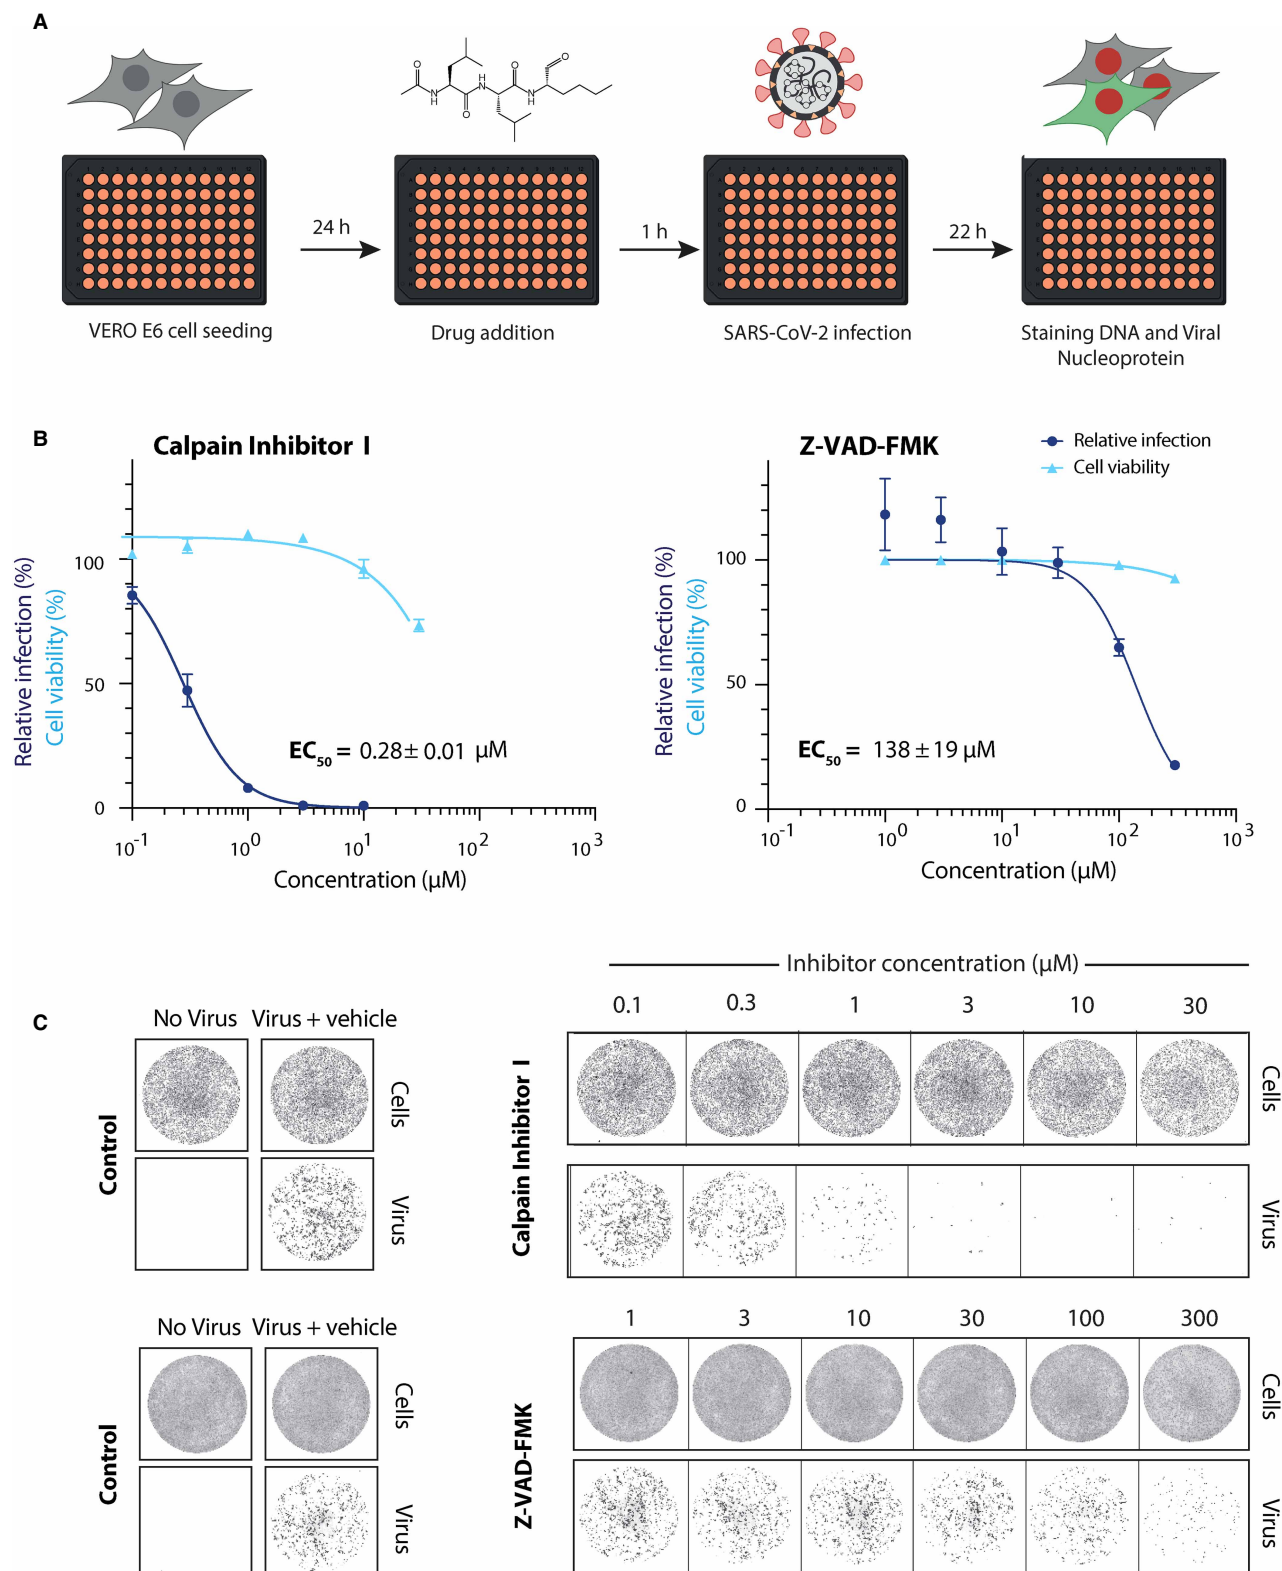 A
O
H
N
O
H
N
O
N
H
O
24 h
1 h
22 h
VERO E6 cell seeding
Drug addition
SARS-CoV-2 infection
Staining DNA and Viral
Nucleoprotein
B
Calpain Inhibitor I
Relative infection (%)
Cell viability (%)
100
50
0
EC50 = 0.28 ± 0.01 μM
10-1
100
101
102
103
Concentration (μM)
Z-VAD-FMK
Relative infection
Cell viability
Relative infection (%)
Cell viability (%)
100
50
0
EC50 = 138 ± 19 μM
10-1
100
101
102
103
Concentration (μM)
C
No Virus
Virus + vehicle
Control
Cells
Virus
Inhibitor concentration (μM)
0.1
0.3
1
3
10
30
Calpain Inhibitor I
Cells
Virus
No Virus
Virus + vehicle
Control
Cells
Virus
1
3
10
30
100
300
Z-VAD-FMK
Cells
Virus